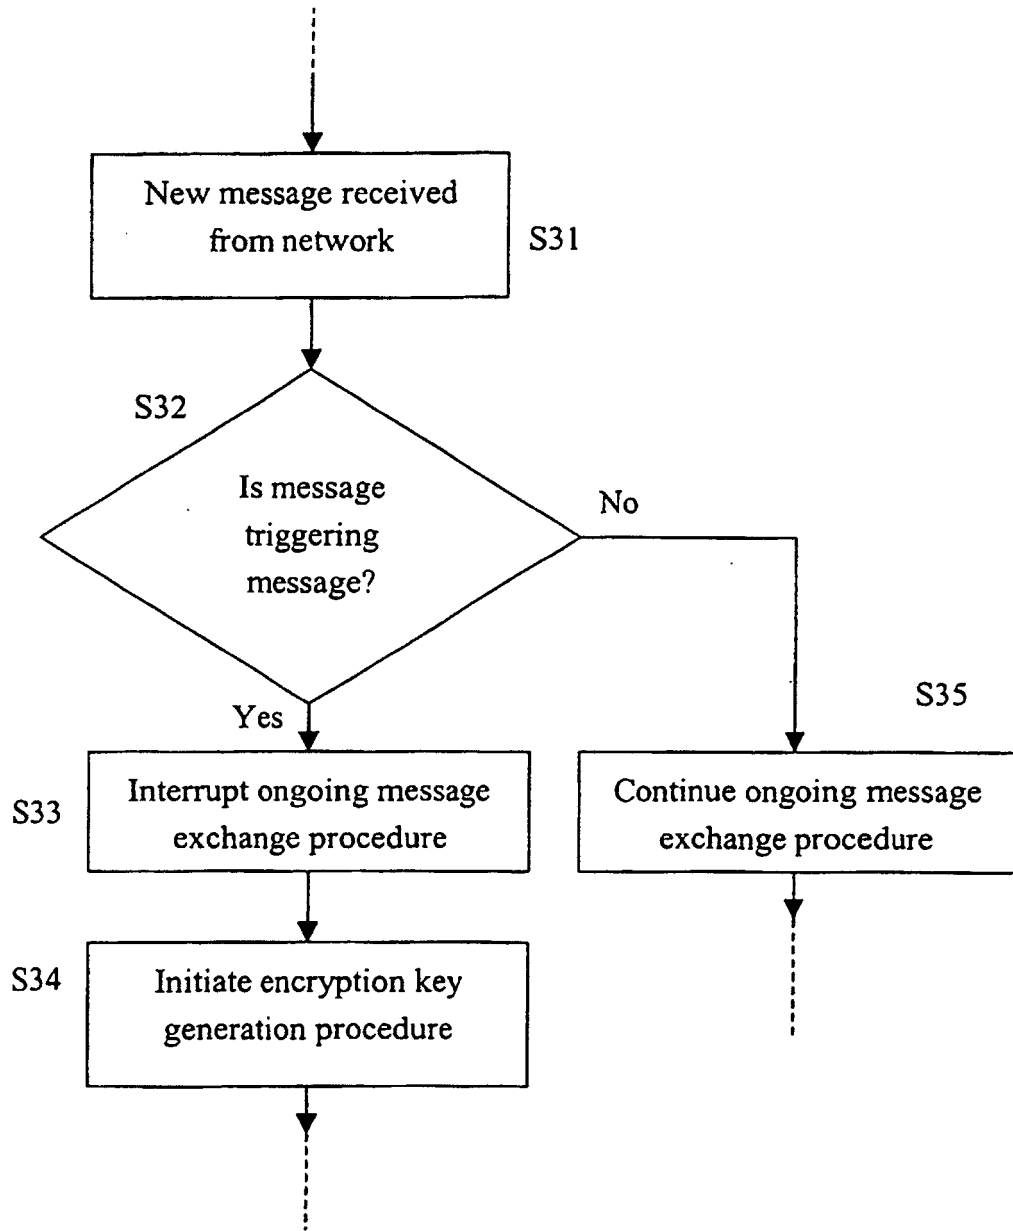 New message received
from network
S31
S32
Is message
triggering
message?
No
Yes
S35
S33
Interrupt ongoing message
exchange procedure
Continue ongoing message
exchange procedure
S34
Initiate encryption key
generation procedure